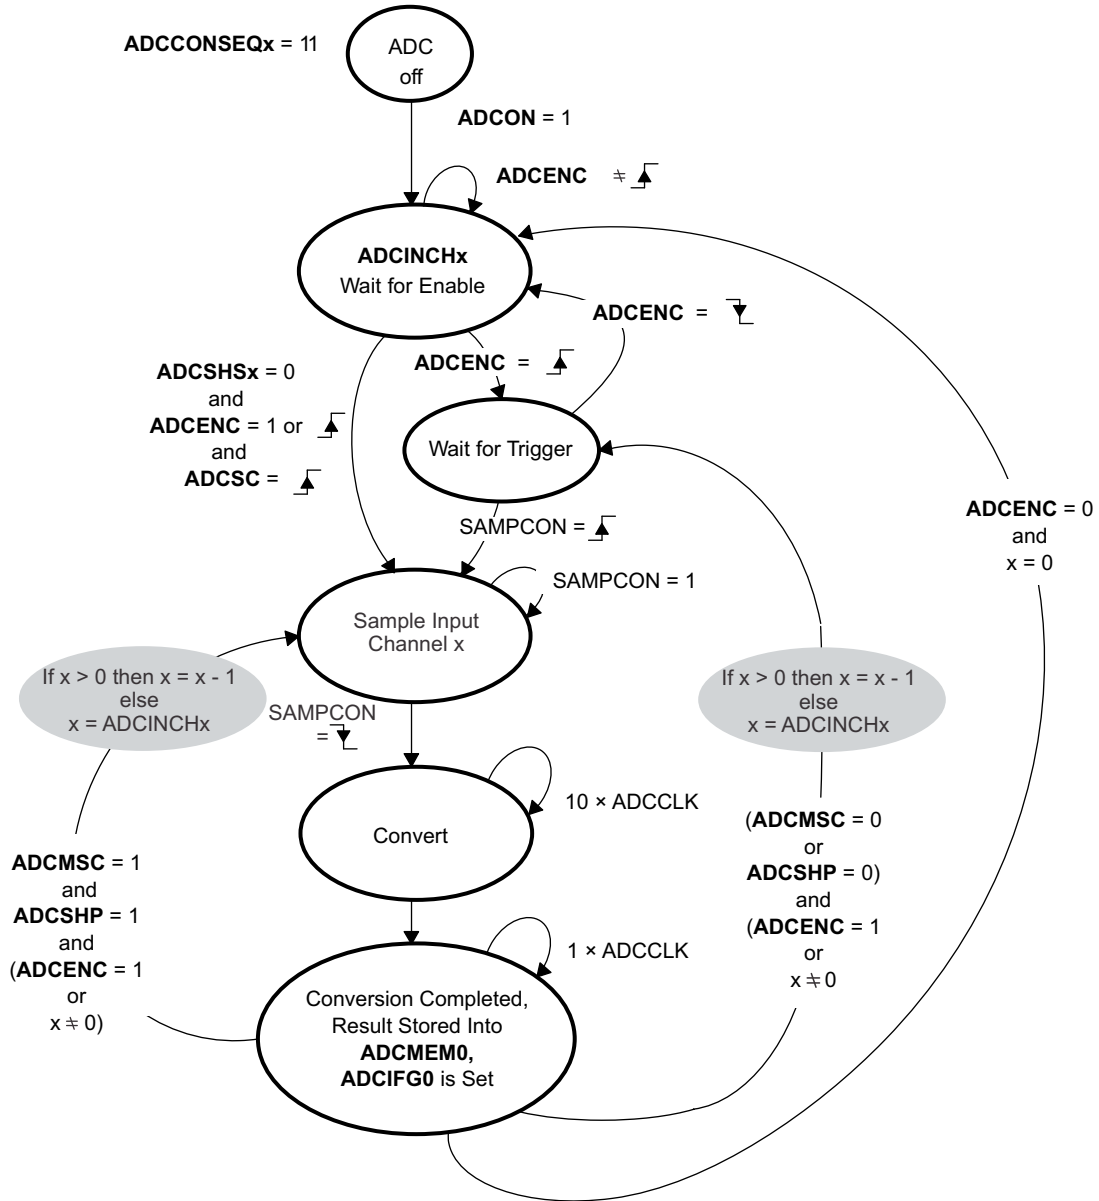 ADCCONSEQx = 11
ADC
off
ADCON = 1
ADCENC ≠
ADCINCHx
Wait for Enable
ADCENC =
ADCENC =
ADCSHSx = 0
and
ADCENC = 1 or
and
ADCSC =
Wait for Trigger
SAMPCON =
ADCENC = 0
and
x = 0
SAMPCON = 1
Sample Input
Channel x
If x > 0 then x = x - 1
else
x = ADCINCHx
If x > 0 then x = x - 1
else
x = ADCINCHx
SAMPCON
=
10 × ADCCLK
Convert
(ADCMSC = 0
or
ADCSHP = 0)
and
(ADCENC = 1
or
x ≠ 0
ADCMSC = 1
and
ADCSHP = 1
and
(ADCENC = 1
or
x ≠ 0)
1 × ADCCLK
Conversion Completed,
Result Stored Into
ADCMEM0,
ADCIFG0 is Set